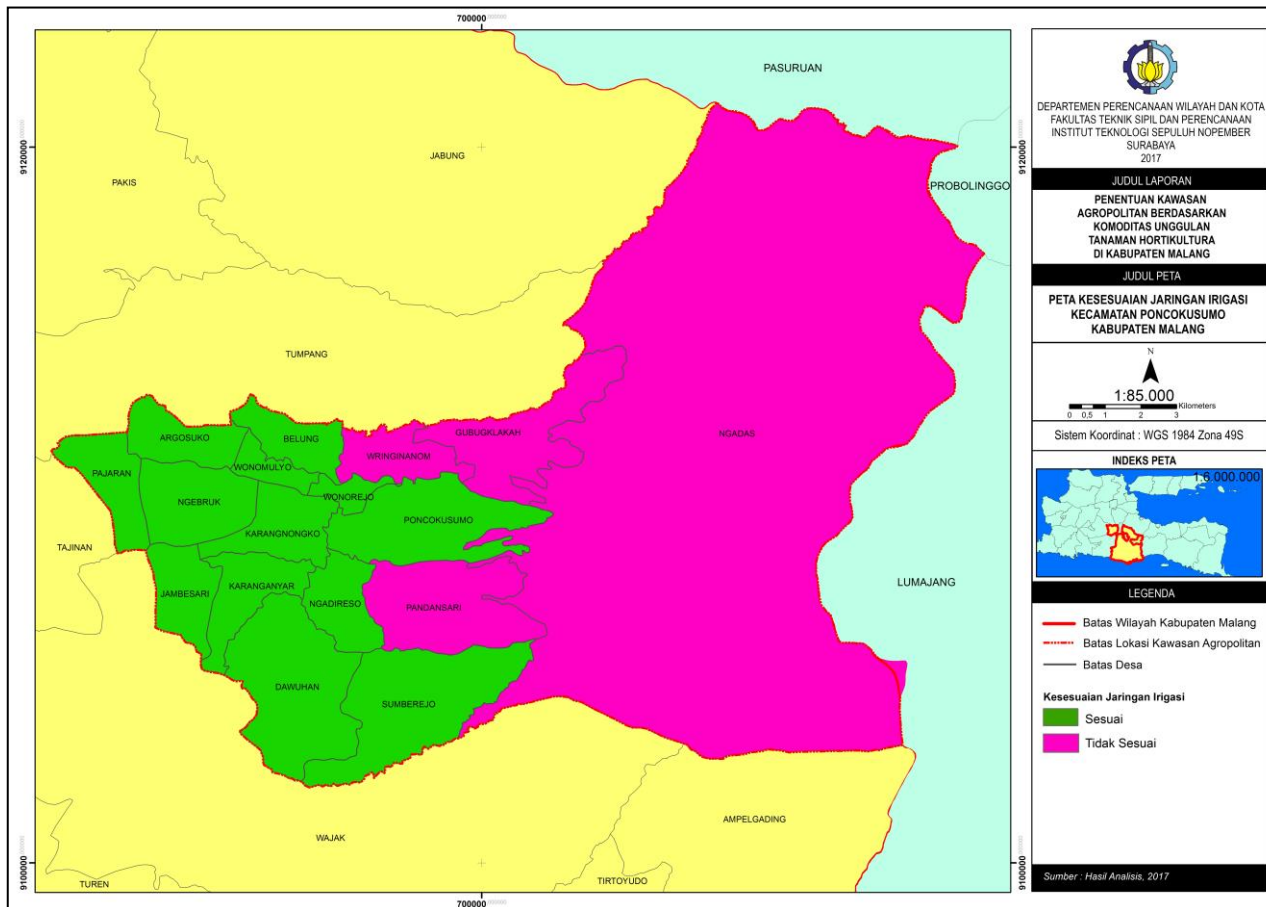 700000
PASURUAN
JABUNG
9120000
9120000
PAKIS
PROBOLINGGO
TUMPANG
ARGOSUKO
BELUNG
GUBUGKLAKAH
NGADAS
WRINGINANOM
PAJARAN
WONOMULYO
NGEBRUK
WONOREJO
PONCOKUSUMO
KARANGNONGKO
TAJINAN
LUMAJANG
JAMBESARI
KARANGANYAR
NGADIRESO
PANDANSARI
DAWUHAN
SUMBEREJO
AMPELGADING
WAJAK
9100000
9100000
TUREN
TIRTOYUDO
700000
DEPARTEMEN PERENCANAAN WILAYAH DAN KOTA
FAKULTAS TEKNIK SIPIL DAN PERENCANAAN
INSTITUT TEKNOLOGI SEPULUH NOPEMBER
SURABAYA
2017
JUDUL LAPORAN
PENENTUAN KAWASAN
AGROPOLITAN BERDASARKAN
KOMODITAS UNGGULAN
TANAMAN HORTIKULTURA
DI KABUPATEN MALANG
JUDUL PETA
PETA KESESUAIAN JARINGAN IRIGASI
KECAMATAN PONCOKUSUMO
KABUPATEN MALANG
N
1:85.000
Kilometers
0 0,5 1 2 3
Sistem Koordinat : WGS 1984 Zona 49S
INDEKS PETA
1:6.000.000
LEGENDA
Batas Wilayah Kabupaten Malang
Batas Lokasi Kawasan Agropolitan
Batas Desa
Kesesuaian Jaringan Irigasi
Sesuai
Tidak Sesuai
Sumber : Hasil Analisis, 2017